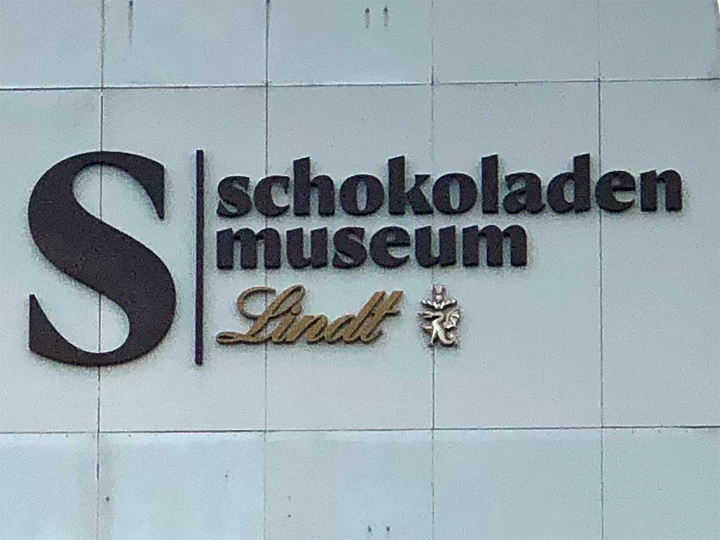 S
schokoladen
museum
Lindt